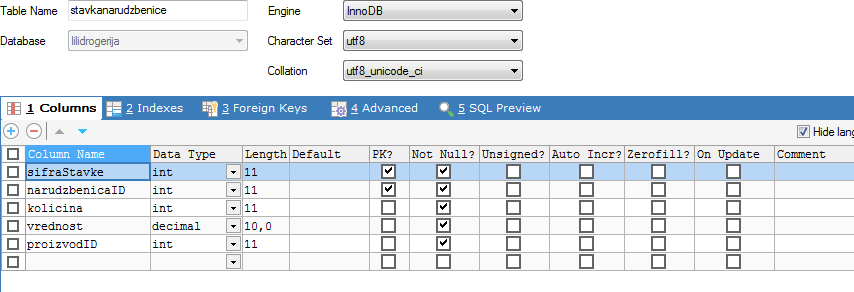 Table Name stavkanarudzbenice Engine InnoDB
Database lilidrogerija Character Set utf8
Collation utf8_unicode_ci
1 Columns 2 Indexes 3 Foreign Keys 4 Advanced 5 SQL Preview
Hide lang
Column Name Data Type Length Default PK? Not Null? Unsigned? Auto Incr? Zerofill? On Update Comment
sifraStavke int 11
narudzbenicaID int 11
kolicina int 11
vrednost decimal 10,0
proizvodID int 11